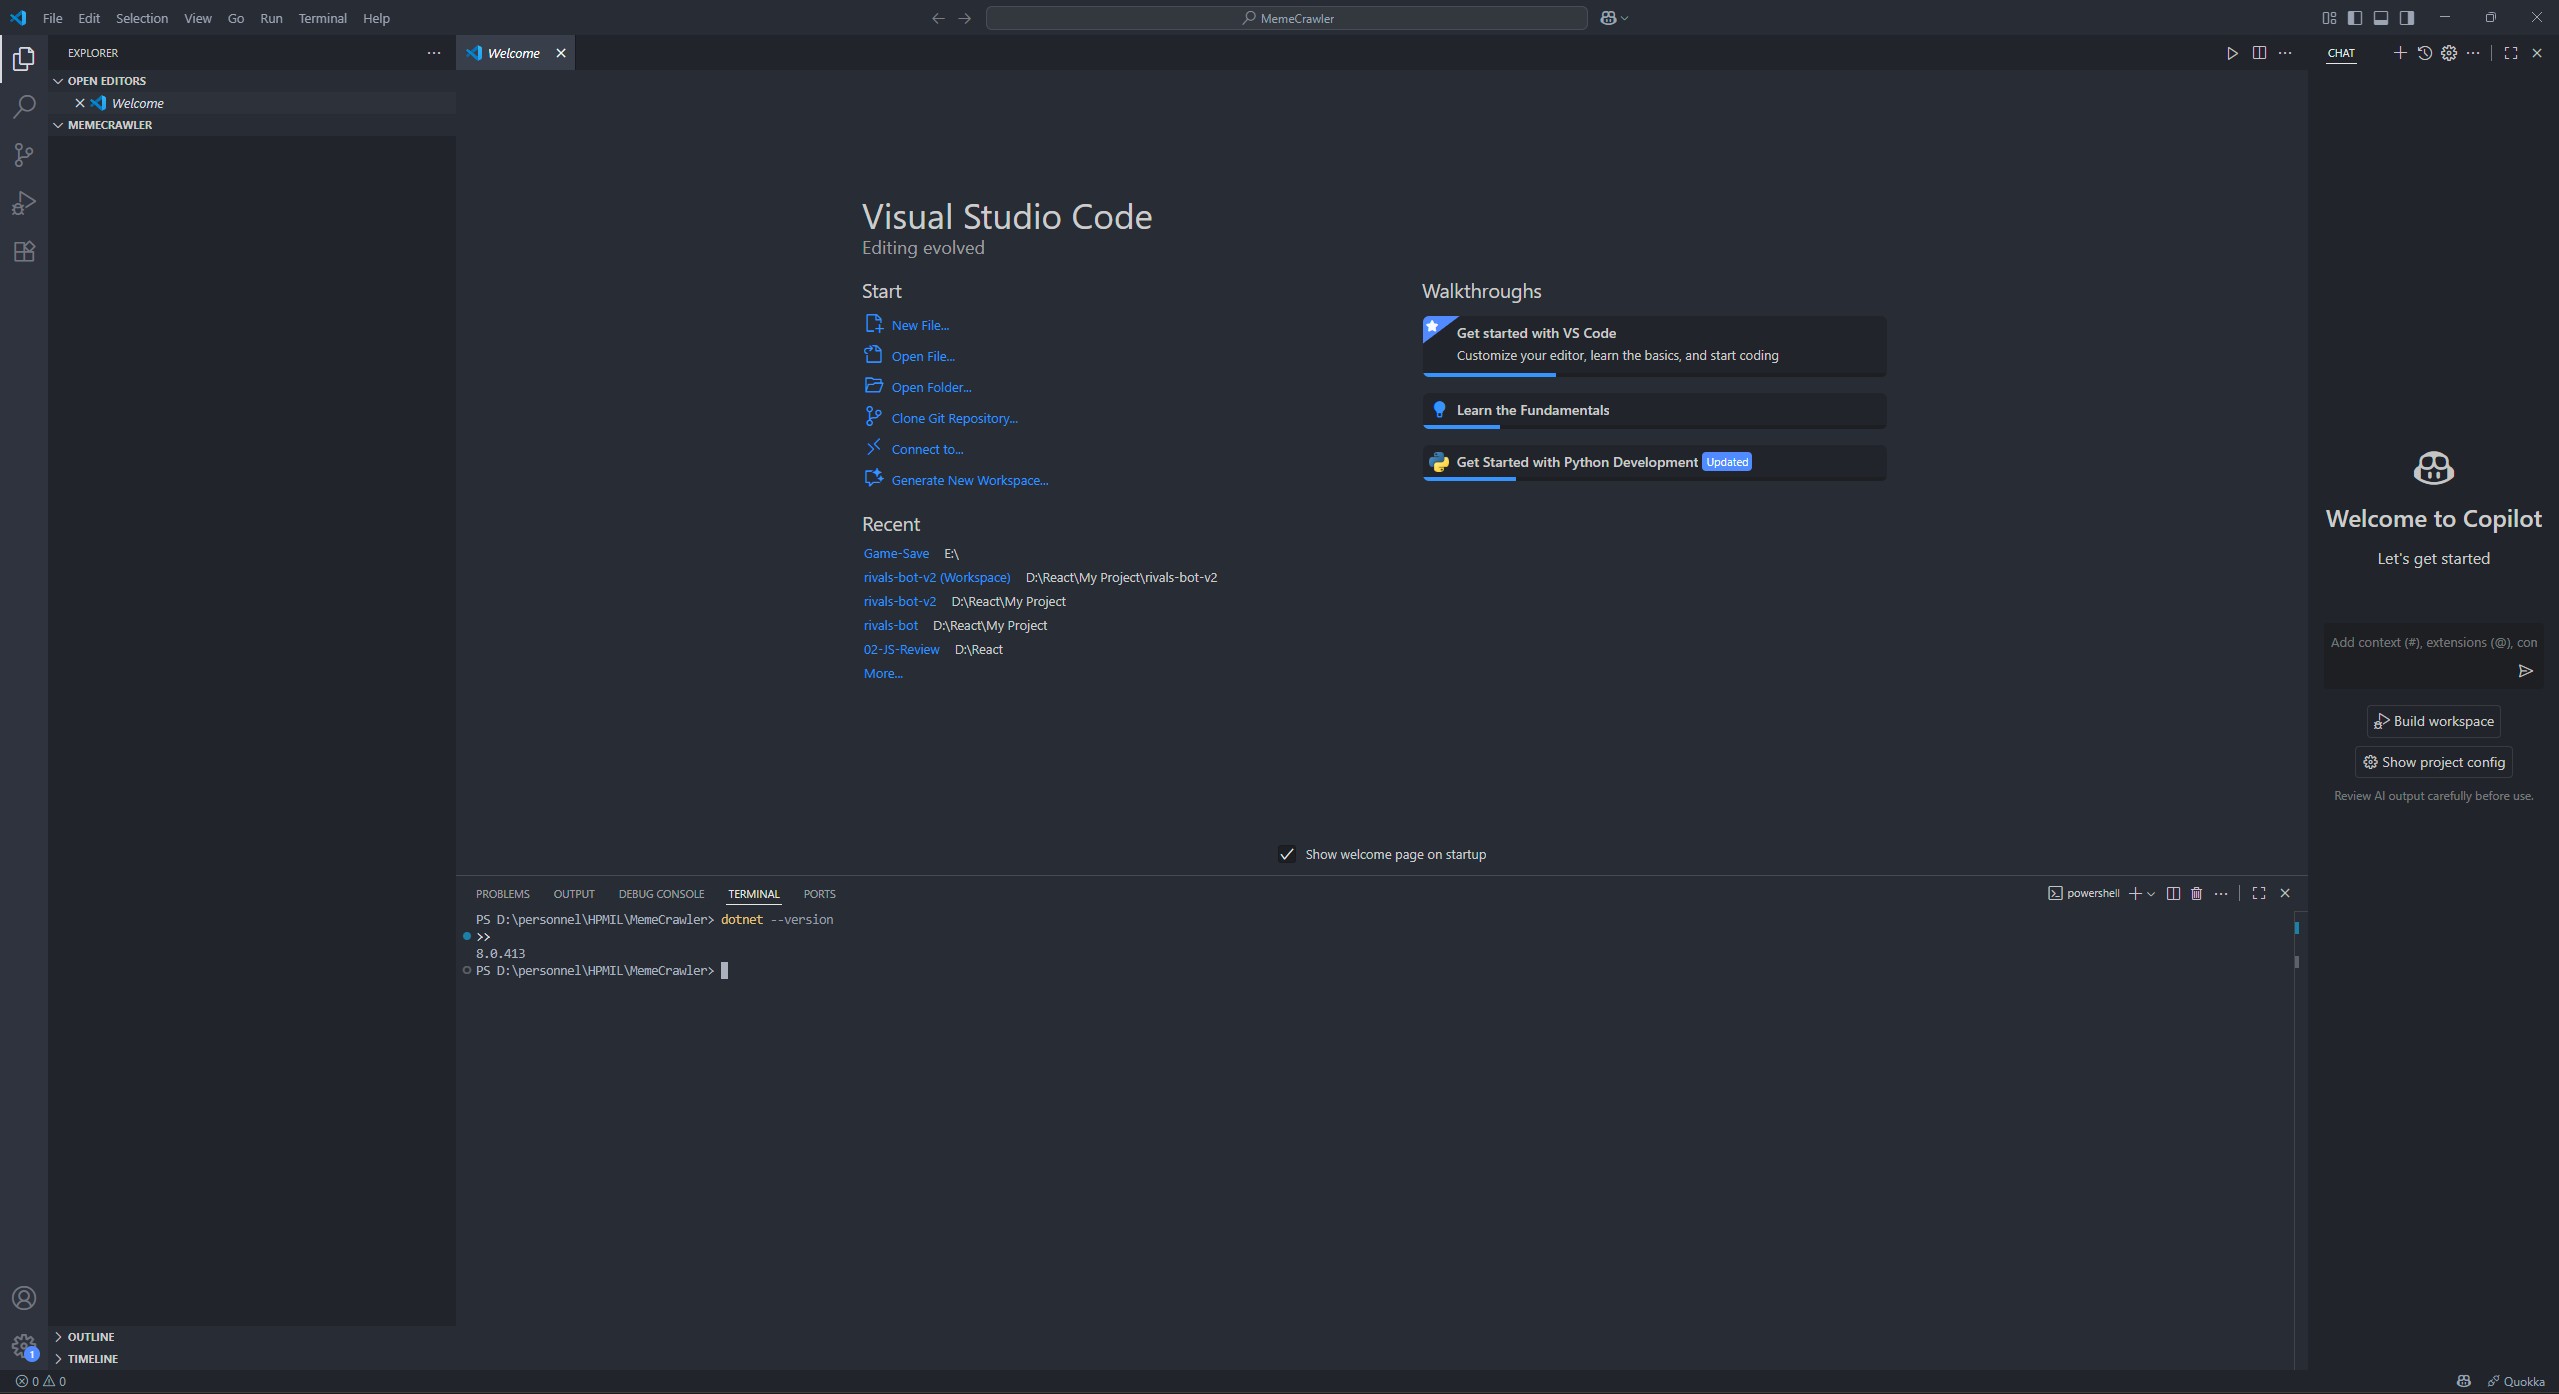 File Edit Selection View Go Run Terminal Help
MemeCrawler
EXPLORER
OPEN EDITORS
Welcome
MEMECRAWLER
OUTLINE
TIMELINE
Welcome
Visual Studio Code
Editing evolved
Start
New File...
Open File...
Open Folder...
Clone Git Repository...
Connect to...
Generate New Workspace...
Recent
Game-Save E:\
rivals-bot-v2 (Workspace) D:\React\My Project\rivals-bot-v2
rivals-bot-v2 D:\React\My Project
rivals-bot D:\React\My Project
02-JS-Review D:\React
More...
Walkthroughs
Get started with VS Code
Customize your editor, learn the basics, and start coding
Learn the Fundamentals
Get Started with Python Development Updated
Show welcome page on startup
PROBLEMS OUTPUT DEBUG CONSOLE TERMINAL PORTS
powershell
PS D:\personnel\HPMIL\MemeCrawler> dotnet --version
>>
8.0.413
PS D:\personnel\HPMIL\MemeCrawler>
CHAT
Welcome to Copilot
Let's get started
Add context (#), extensions (@), con
Build workspace
Show project config
Review AI output carefully before use.
1
0 0
Quokka